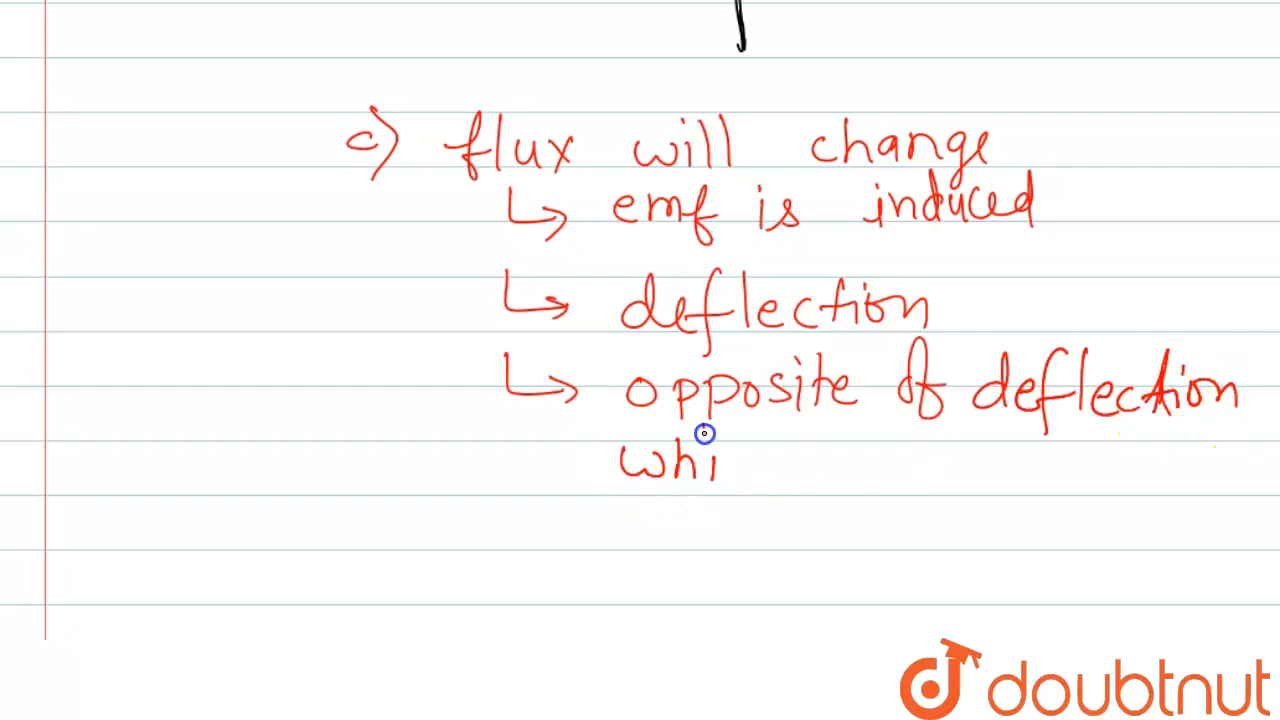 c) flux will change
↳ emf is induced
↳ deflection
↳ opposite of deflection
whi
doubtnut